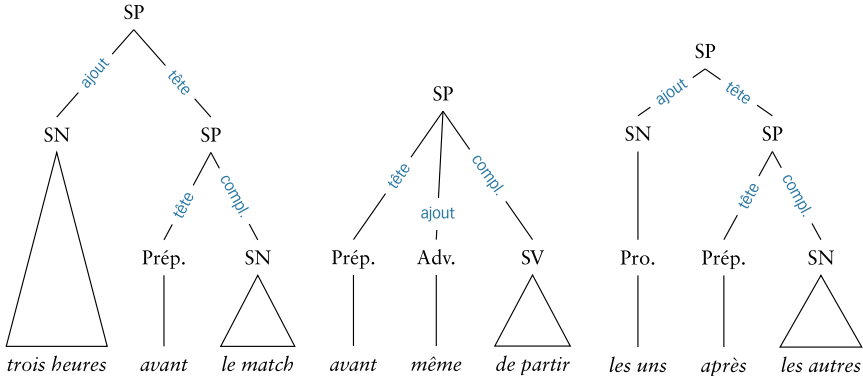 SP
ajout tête
SN SP
tête compl.
Prép. SN
trois heures avant le match
SP
tête ajout compl.
Prép. Adv. SV
avant même de partir
SP
ajout tête
SN SP
tête compl.
Pro. Prép. SN
les uns après les autres